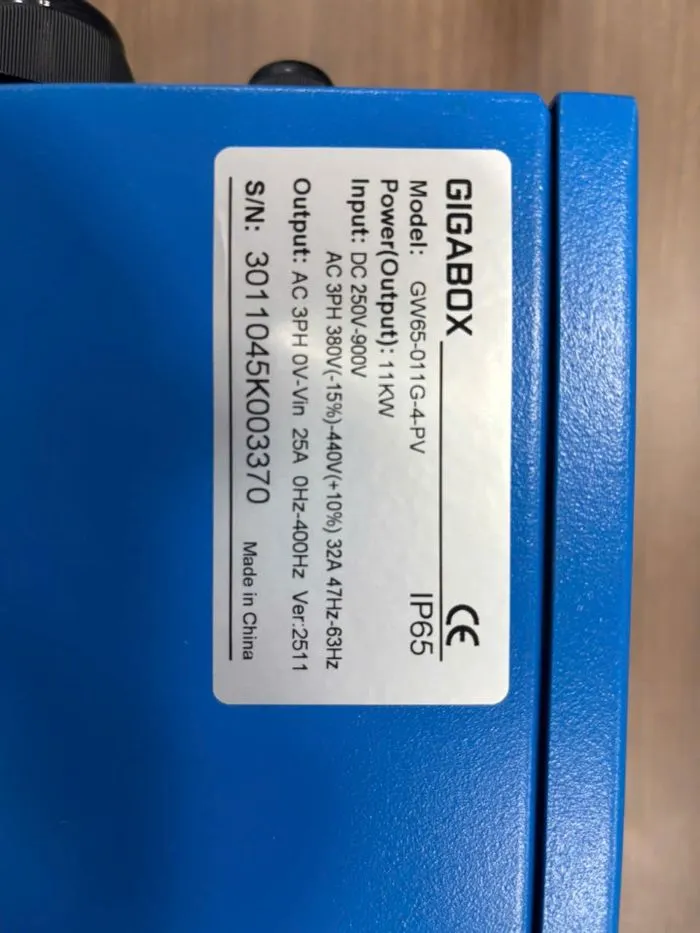 GIGABOX CE
Model: GW65-011G-4-PV IP65
Power(Output): 11KW
Input: DC 250V-900V
AC 3PH 380V(-15%)-440V(+10%) 32A 47Hz-63Hz
Output: AC 3PH 0V-Vin 25A 0Hz-400Hz Ver:2511
S/N: 3011045K003370 Made in China